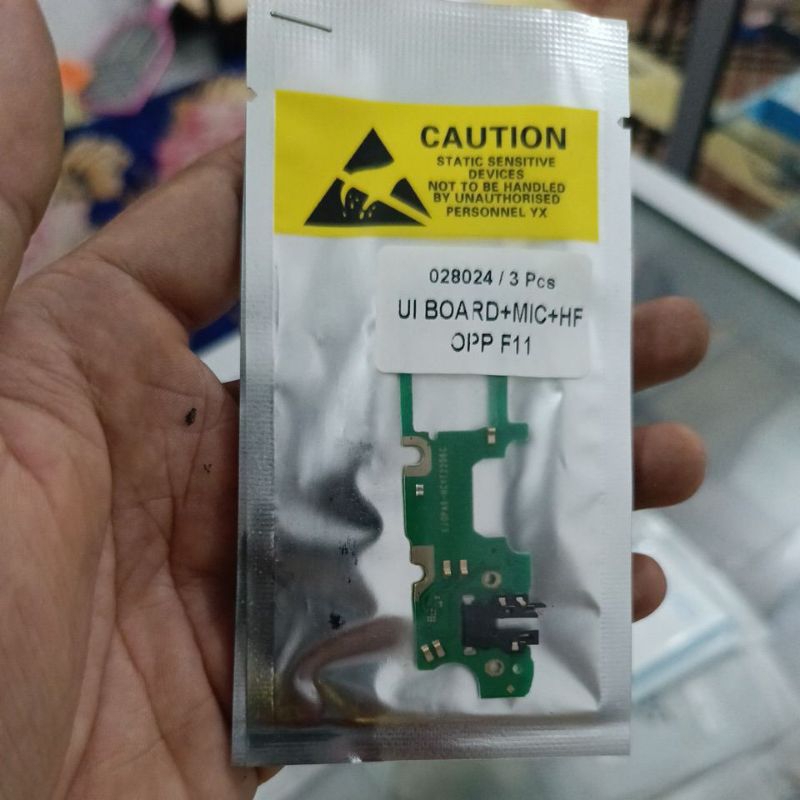 CAUTION
STATIC SENSITIVE
DEVICES
NOT TO BE HANDLED
BY UNAUTHORISED
PERSONNEL YX
028024 / 3 Pcs
UI BOARD+MIC+HF
OPP F11